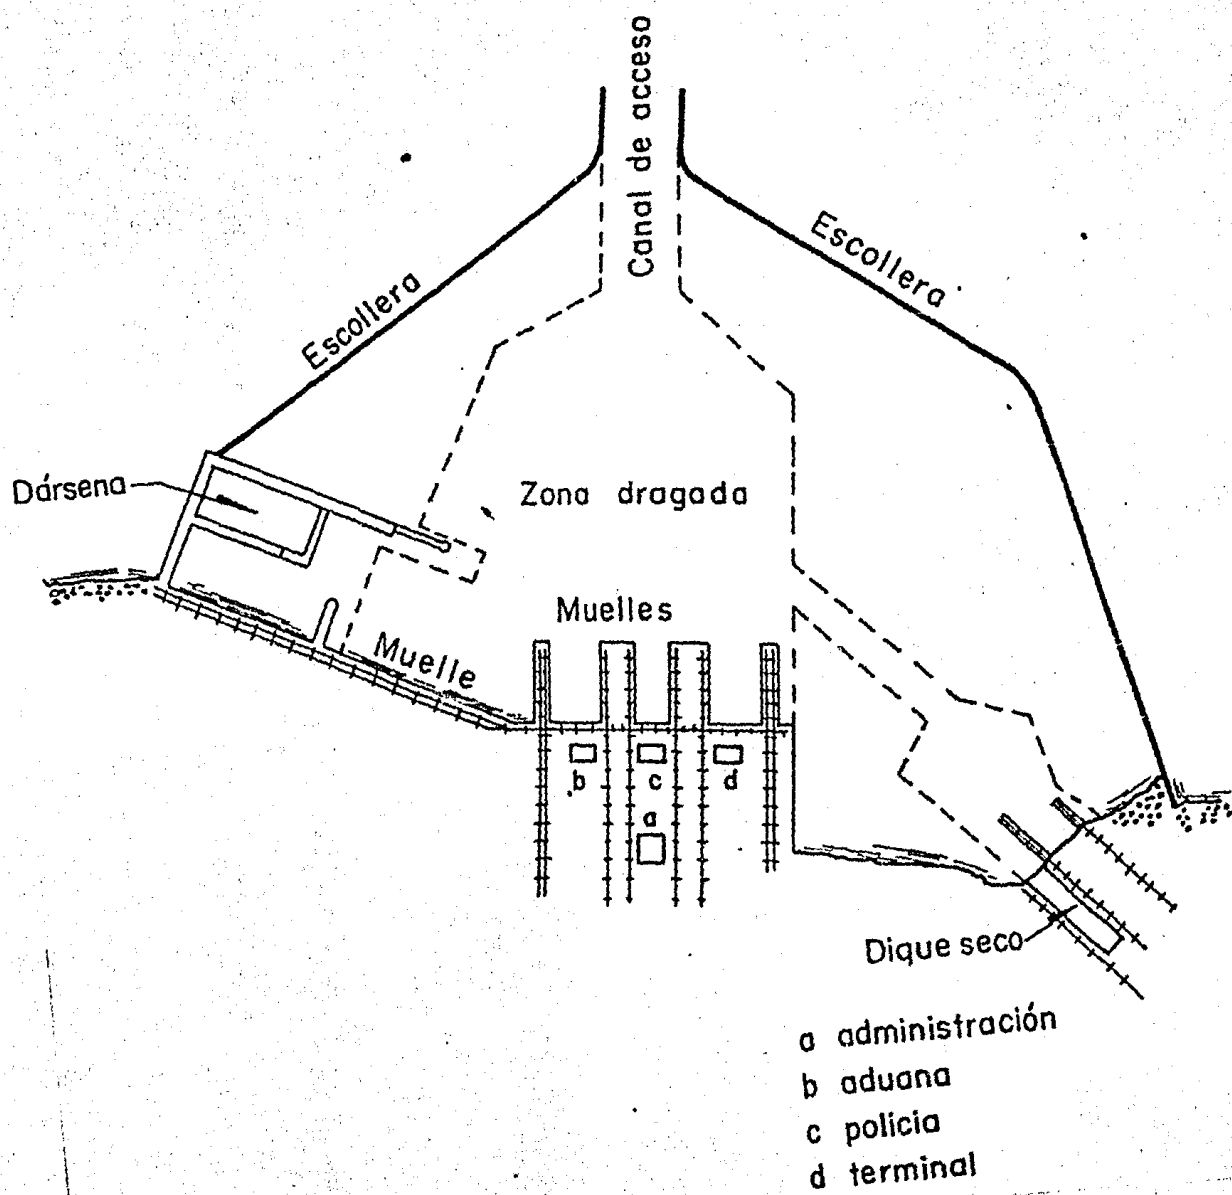 Canal de acceso
Escollera
Escollera
Dársena
Zona dragada
Muelles
Muelle
b
c
d
a
Dique seco
a administración
b aduana
c policia
d terminal